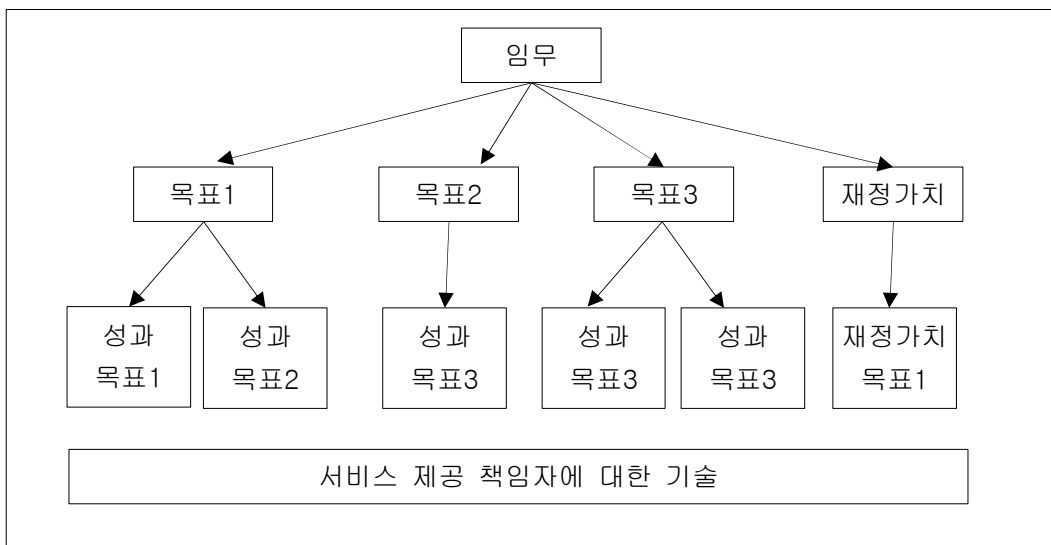 임무
목표1
목표2
목표3
재정가치
성과
목표1
성과
목표2
성과
목표3
성과
목표3
성과
목표3
재정가치
목표1
서비스 제공 책임자에 대한 기술